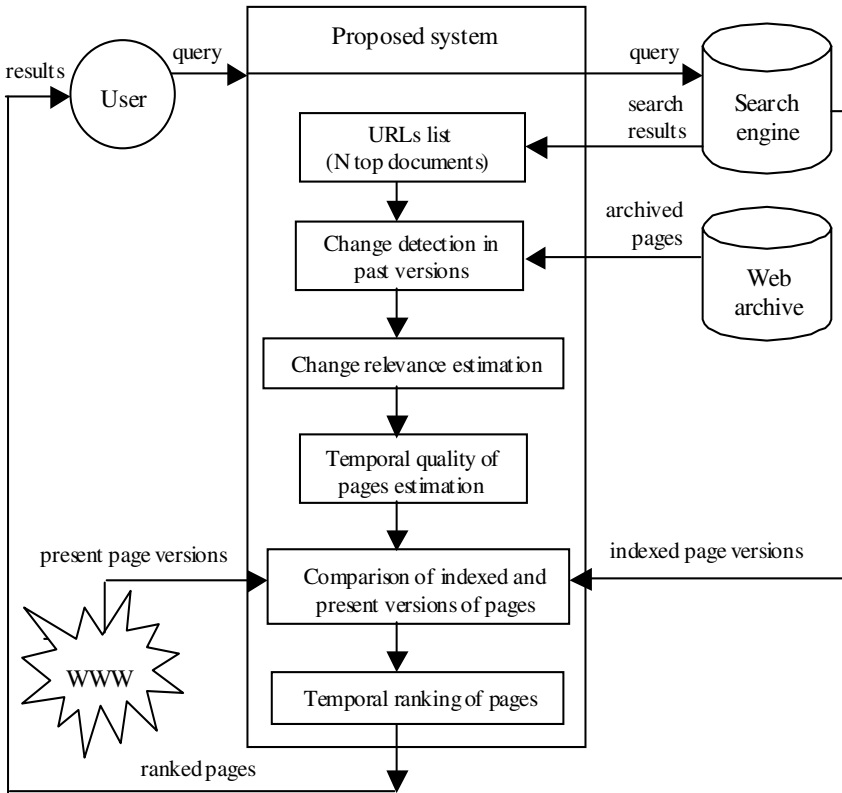 Proposed system
results
query
query
User
Search
engine
search
results
URLs list
(N top documents)
archived
pages
Change detection in
past versions
Web
archive
Change relevance estimation
Temporal quality of
pages estimation
present page versions
indexed page versions
Comparison of indexed and
present versions of pages
WWW
Temporal ranking of pages
ranked pages